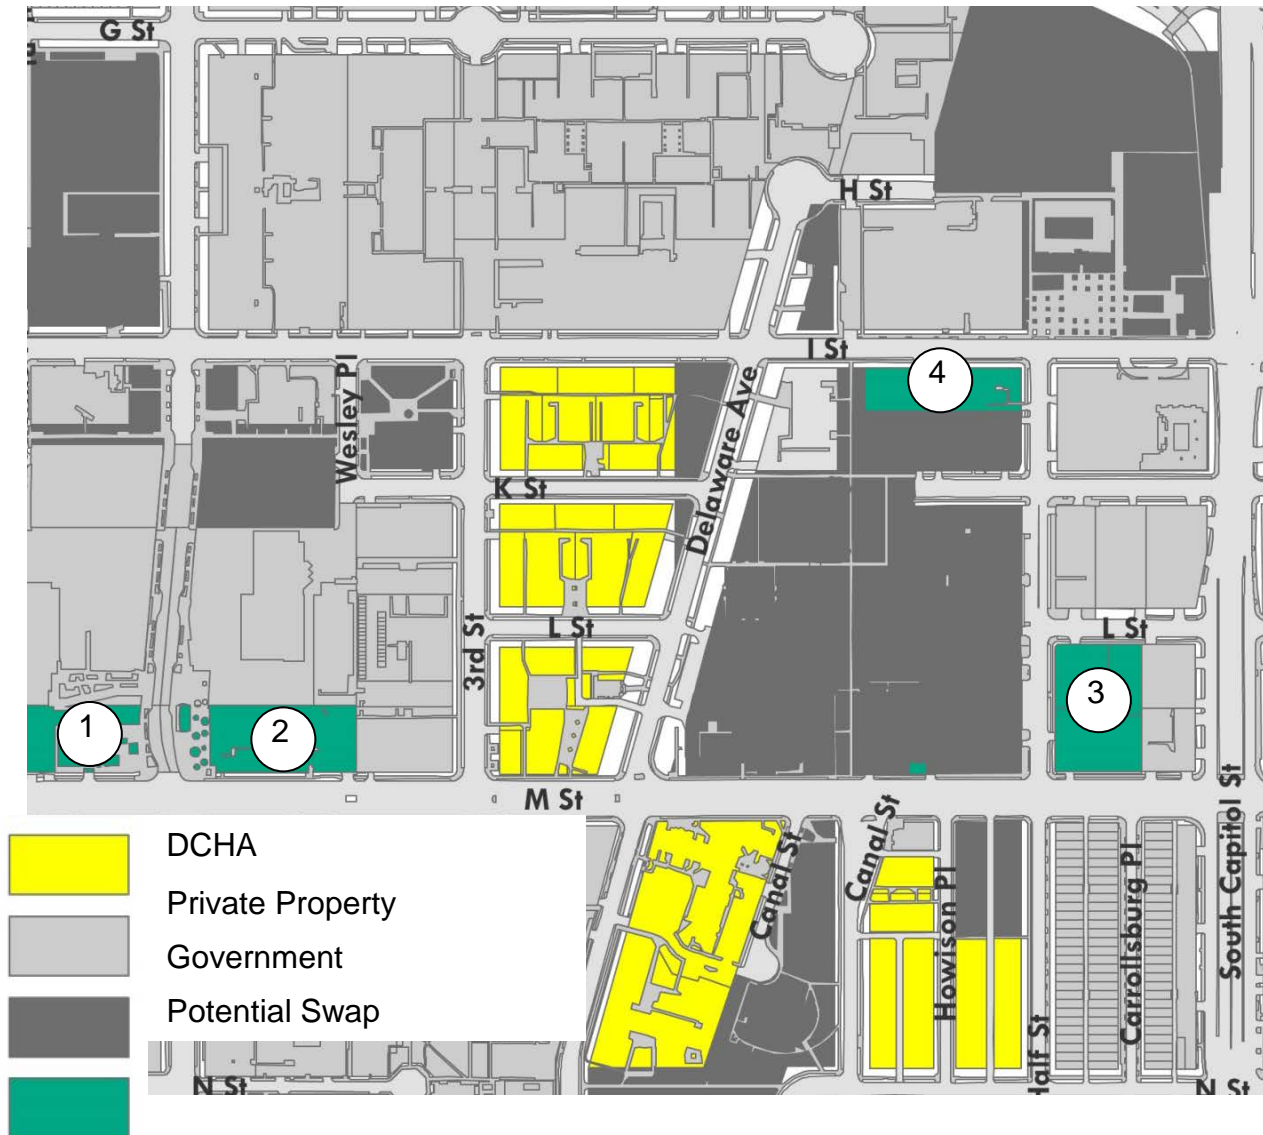 G St
H St
I St
4
Wesley Pl
Delaware Ave
K St
3rd St
L St
L St
1
2
3
M St
Canal St
Canal St
Howison Pl
Half St
Carrollsburg Pl
South Capitol St
DCHA
Private Property
Government
Potential Swap
N St
N St